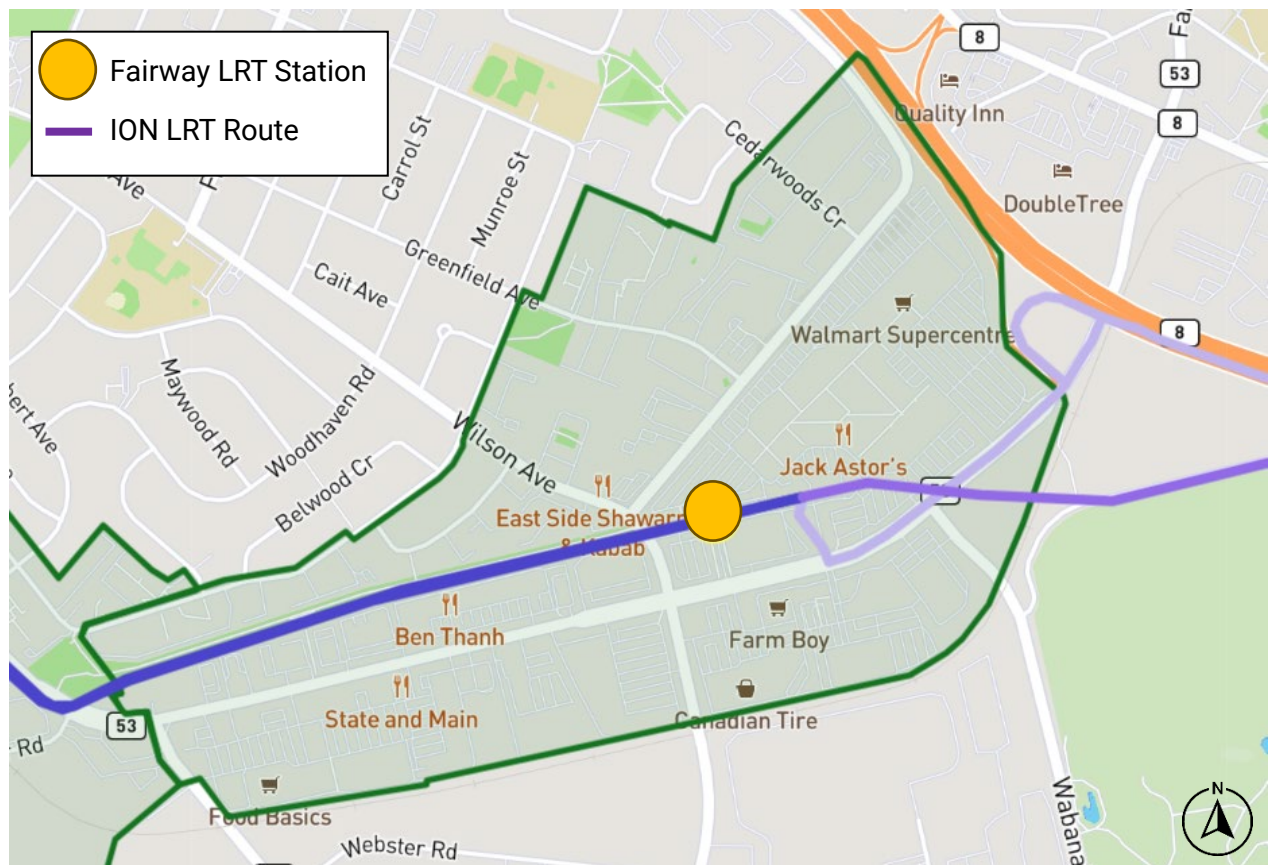 Fairway LRT Station
ION LRT Route
8
53
8
Quality Inn
DoubleTree
Carrol St
Munroe St
Cedarwoods Cr
Ave
Greenfield Ave
Cait Ave
Walmart Supercentre
8
Maywood Rd
Woodhaven Rd
Belwood Cr
Wilson Ave
Jack Astor's
East Side Shawarr
& Kabab
Ben Thanh
Farm Boy
State and Main
Canadian Tire
53
Rd
Food Basics
Webster Rd
Wabana
N